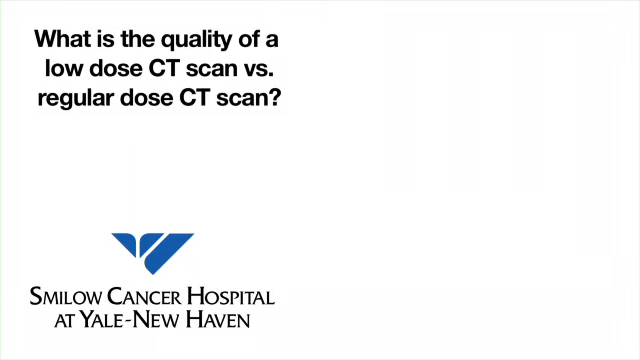 What is the quality of a
low dose CT scan vs.
regular dose CT scan?
SMILOW CANCER HOSPITAL
AT YALE-NEW HAVEN